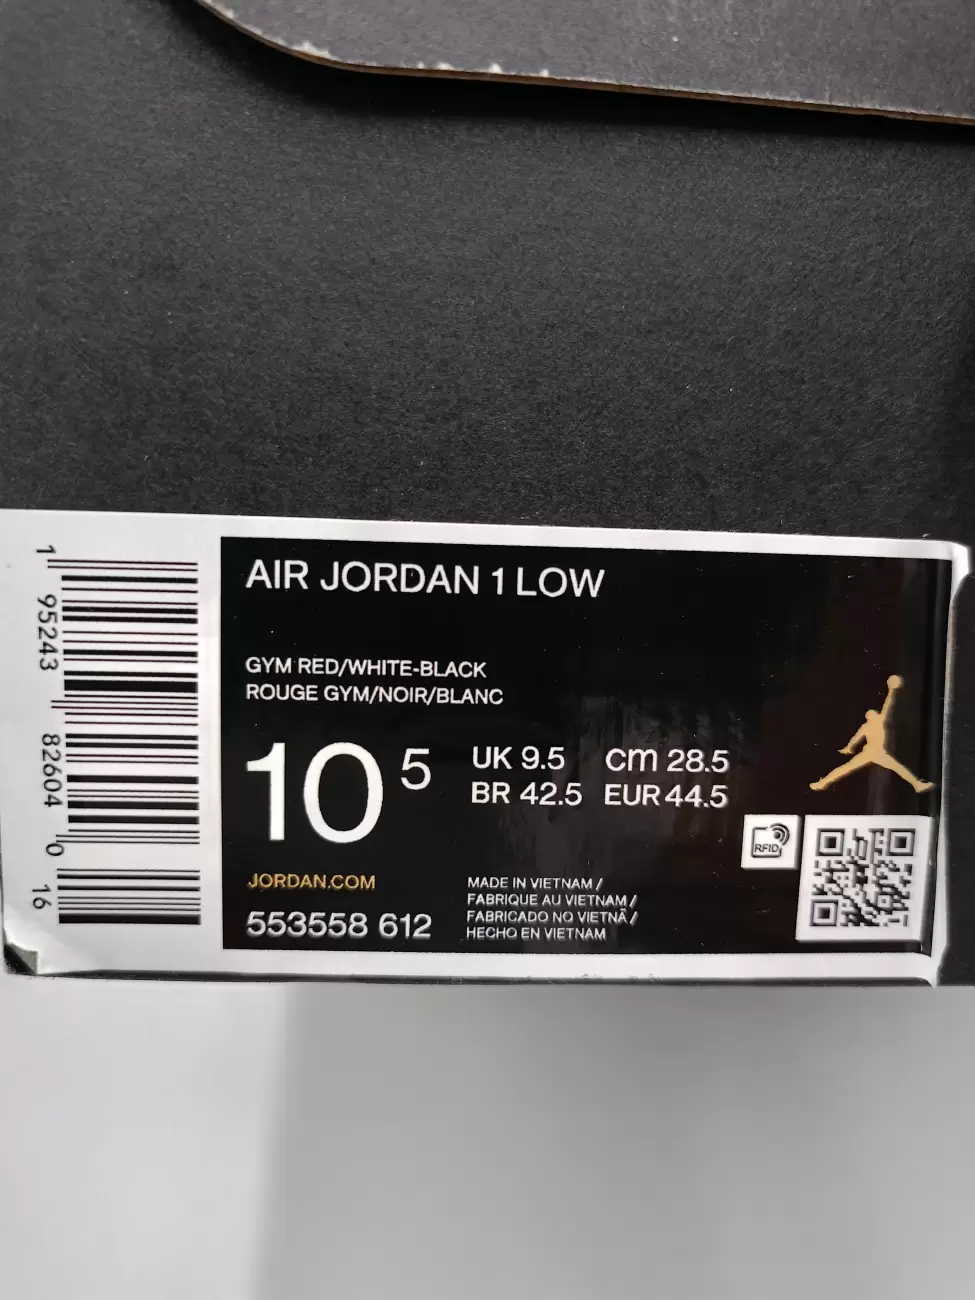 AIR JORDAN 1 LOW
GYM RED/WHITE-BLACK
ROUGE GYM/NOIR/BLANC
10 5
UK 9.5 cm 28.5
BR 42.5 EUR 44.5
JORDAN.COM
553558 612
MADE IN VIETNAM /
FABRIQUE AU VIETNAM /
FABRICADO NO VIETNÃ /
HECHO EN VIETNAM
RFID
1 95243 82604 0 16